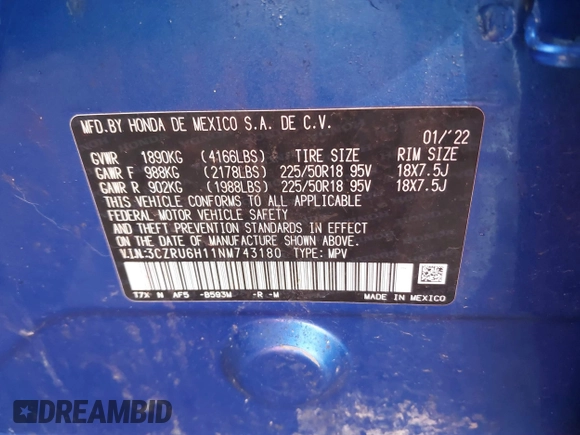 MFD. BY HONDA DE MEXICO S.A. DE C.V.
01/'22
GVWR 1890KG (4166LBS) TIRE SIZE RIM SIZE
GAWR F 988KG (2178LBS) 225/50R18 95V 18X7.5J
GAWR R 902KG (1988LBS) 225/50R18 95V 18X7.5J
THIS VEHICLE CONFORMS TO ALL APPLICABLE
FEDERAL MOTOR VEHICLE SAFETY
AND THEFT PREVENTION STANDARDS IN EFFECT
ON THE DATE OF MANUFACTURE SHOWN ABOVE.
V.I.N.:3CZRU6H11NM743180 TYPE: MPV
T7X N AF5 -B593M -R -M
MADE IN MEXICO
DREAMBID